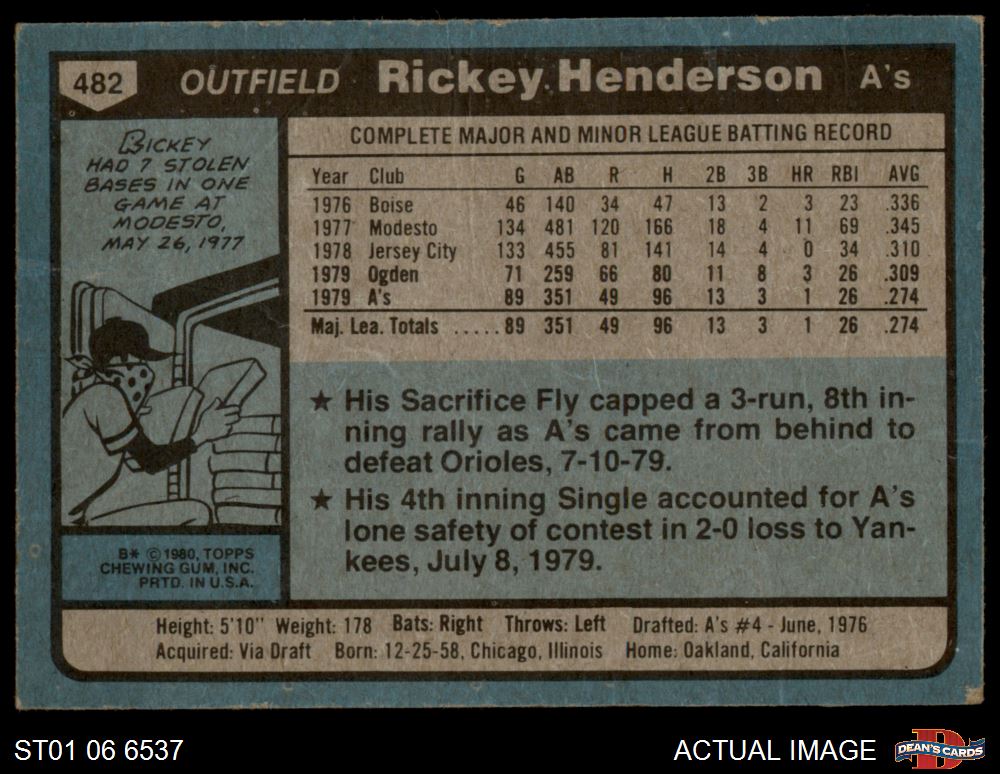 482 OUTFIELD Rickey Henderson A's
RICKEY
HAD 7 STOLEN
BASES IN ONE
GAME AT
MODESTO,
MAY 26, 1977
COMPLETE MAJOR AND MINOR LEAGUE BATTING RECORD
Year Club G AB R H 2B 3B HR RBI AVG
1976 Boise 46 140 34 47 13 2 3 23 .336
1977 Modesto 134 481 120 166 18 4 11 69 .345
1978 Jersey City 133 455 81 141 14 4 0 34 .310
1979 Ogden 71 259 66 80 11 8 3 26 .309
1979 A's 89 351 49 96 13 3 1 26 .274
Maj. Lea. Totals .....89 351 49 96 13 3 1 26 .274
★ His Sacrifice Fly capped a 3-run, 8th in-
ning rally as A's came from behind to
defeat Orioles, 7-10-79.
★ His 4th inning Single accounted for A's
lone safety of contest in 2-0 loss to Yan-
kees, July 8, 1979.
B* © 1980, TOPPS
CHEWING GUM, INC.
PRTD. IN U.S.A.
Height: 5'10" Weight: 178 Bats: Right Throws: Left Drafted: A's #4 - June, 1976
Acquired: Via Draft Born: 12-25-58, Chicago, Illinois Home: Oakland, California
ST01 06 6537
ACTUAL IMAGE
D
DEAN'S CARDS